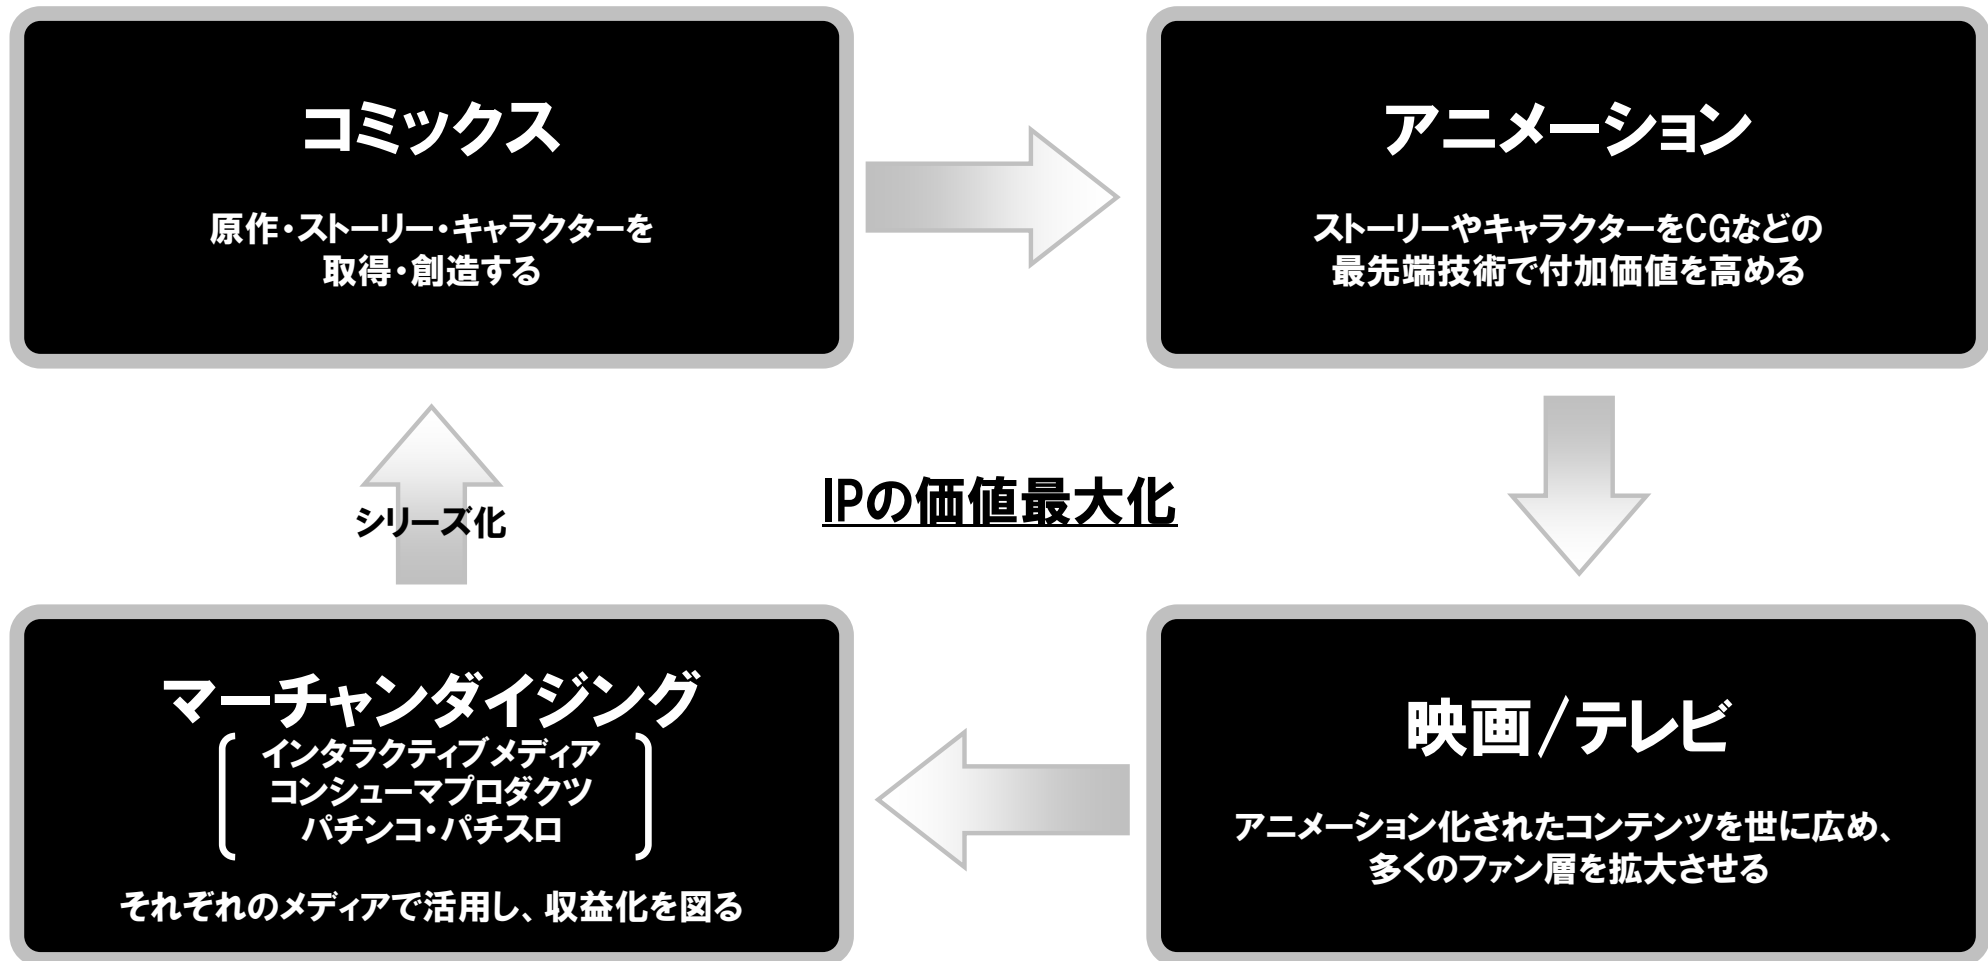 コミックス
原作・ストーリー・キャラクターを
取得・創造する
アニメーション
ストーリーやキャラクターをCGなどの
最先端技術で付加価値を高める
シリーズ化
IPの価値最大化
マーチャンダイジング
インタラクティブメディア
コンシューマプロダクツ
パチンコ・パチスロ
それぞれのメディアで活用し、収益化を図る
映画/テレビ
アニメーション化されたコンテンツを世に広め、
多くのファン層を拡大させる